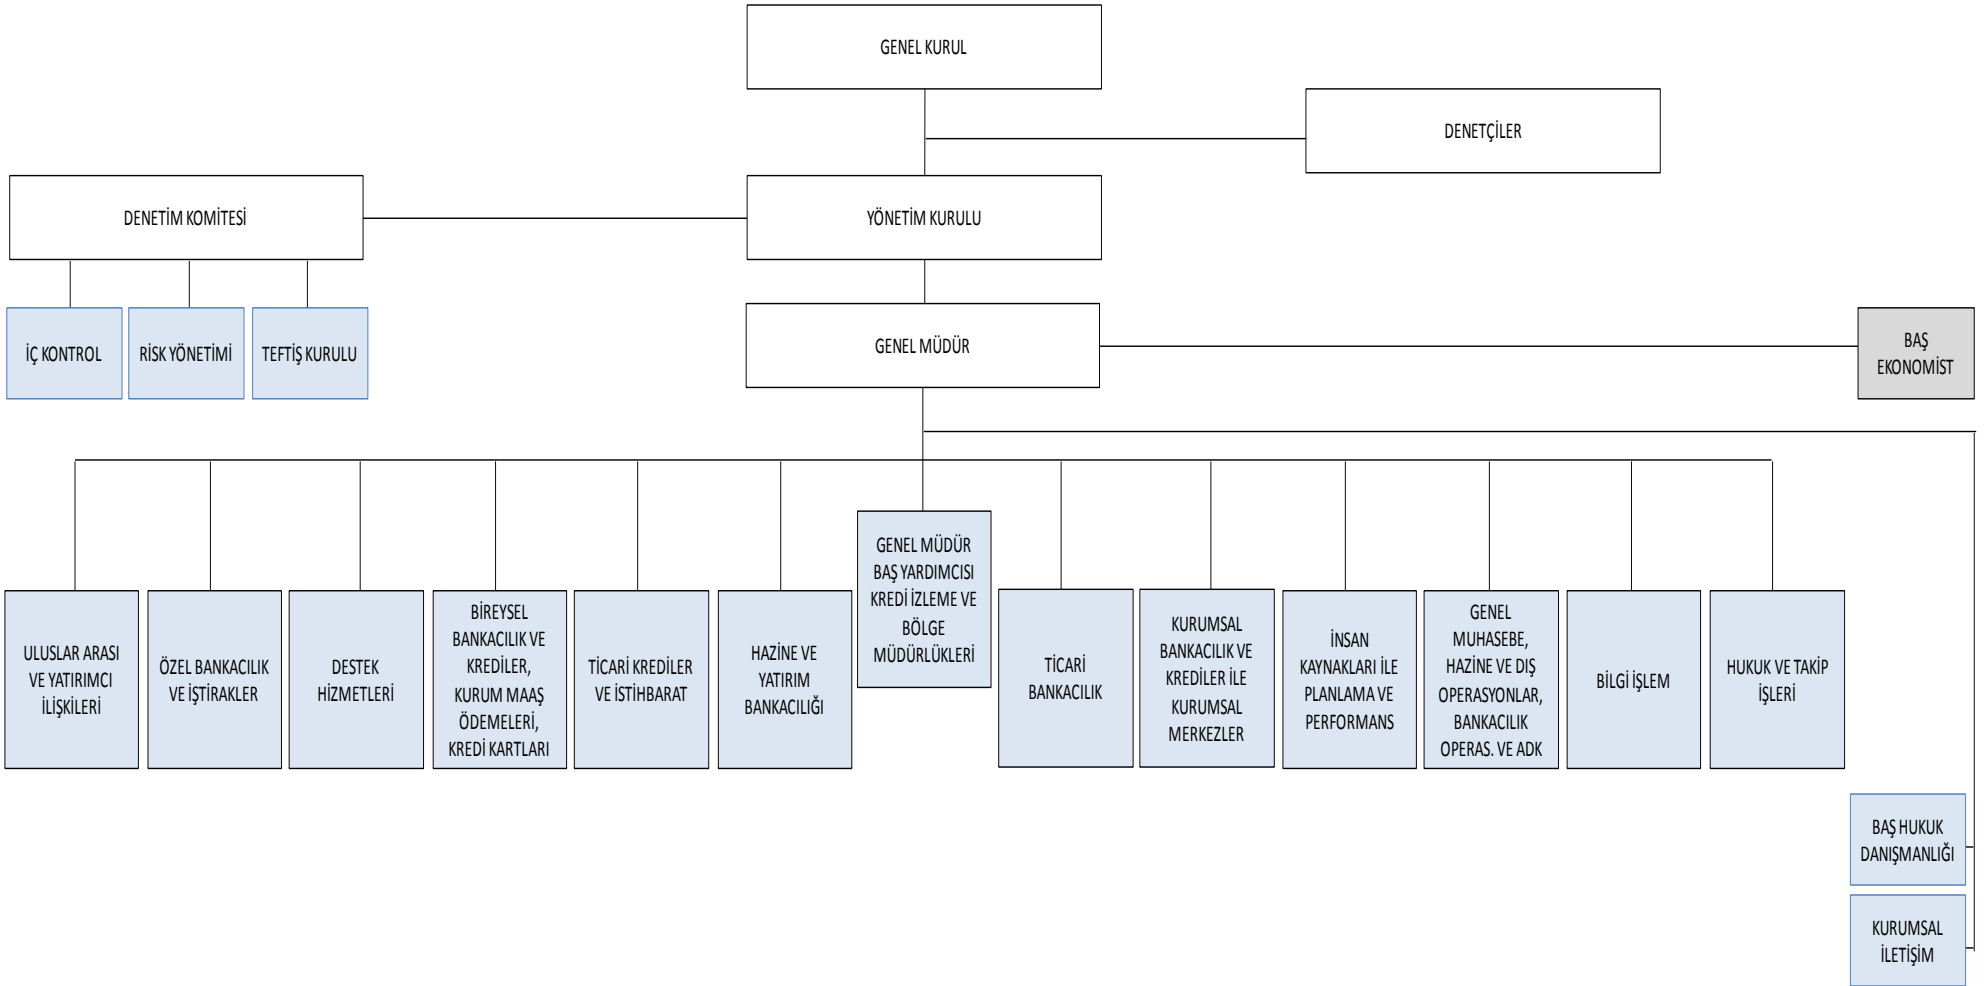 GENEL KURUL
DENETÇİLER
DENETİM KOMİTESİ
YÖNETİM KURULU
İÇ KONTROL
RİSK YÖNETİMİ
TEFTİŞ KURULU
GENEL MÜDÜR
BAŞ
EKONOMİST
GENEL MÜDÜR
BAŞ YARDIMCISI
KREDİ İZLEME VE
BÖLGE
MÜDÜRLÜKLERİ
ULUSLAR ARASI
VE YATIRIMCI
İLİŞKİLERİ
ÖZEL BANKACILIK
VE İŞTİRAKLER
DESTEK
HİZMETLERİ
BİREYSEL
BANKACILIK VE
KREDİLER,
KURUM MAAŞ
ÖDEMELERİ,
KREDİ KARTLARI
TİCARİ KREDİLER
VE İSTİHBARAT
HAZİNE VE
YATIRIM
BANKACILIĞI
TİCARİ
BANKACILIK
KURUMSAL
BANKACILIK VE
KREDİLER İLE
KURUMSAL
MERKEZLER
İNSAN
KAYNAKLARI İLE
PLANLAMA VE
PERFORMANS
GENEL
MUHASEBE,
HAZİNE VE DIŞ
OPERASYONLAR,
BANKACILIK
OPERAS. VE ADK
BİLGİ İŞLEM
HUKUK VE TAKİP
İŞLERİ
BAŞ HUKUK
DANIŞMANLIĞI
KURUMSAL
İLETİŞİM